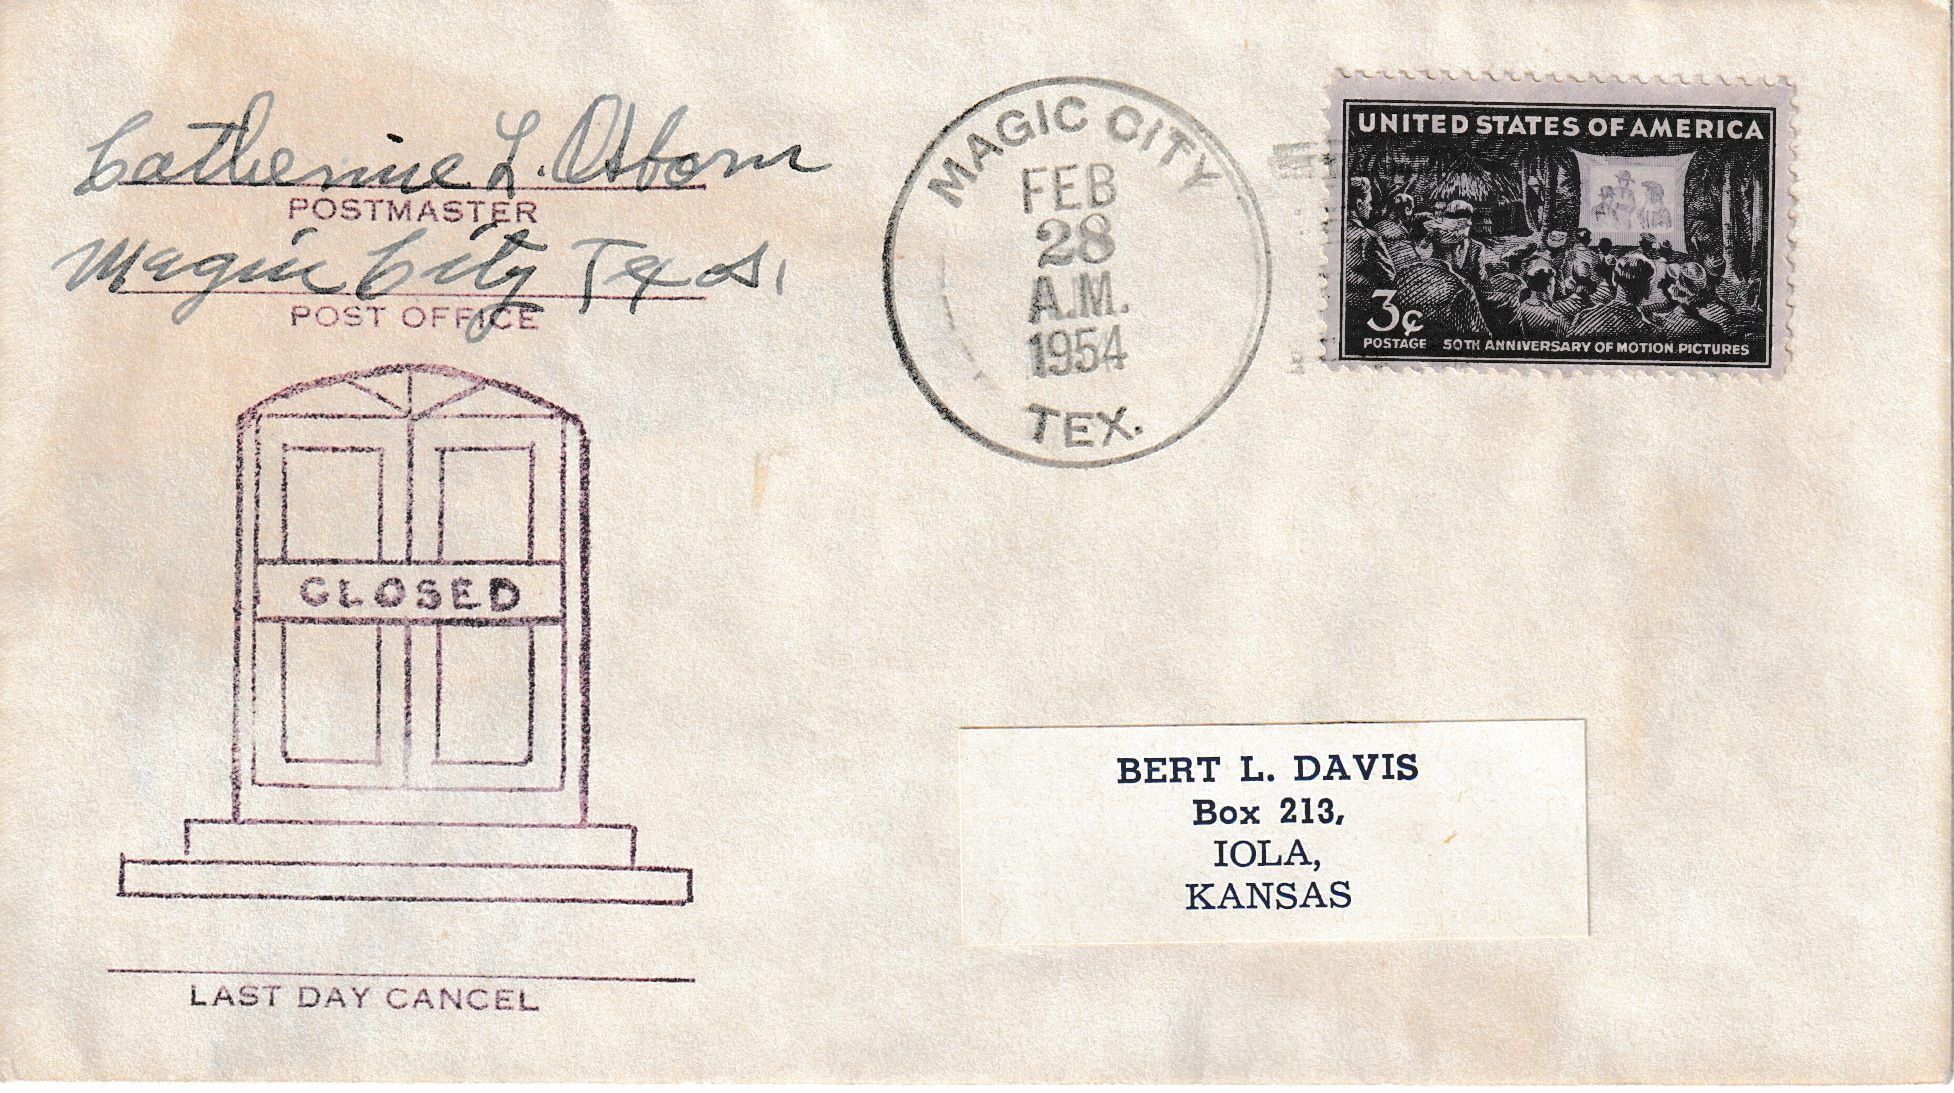 Catherine L. Osborn
POSTMASTER
Magic City Texas.
POST OFFICE
CLOSED
LAST DAY CANCEL
MAGIC CITY
FEB
28
A.M.
1954
TEX.
UNITED STATES OF AMERICA
3¢
POSTAGE 50TH ANNIVERSARY OF MOTION PICTURES
BERT L. DAVIS
Box 213,
IOLA,
KANSAS